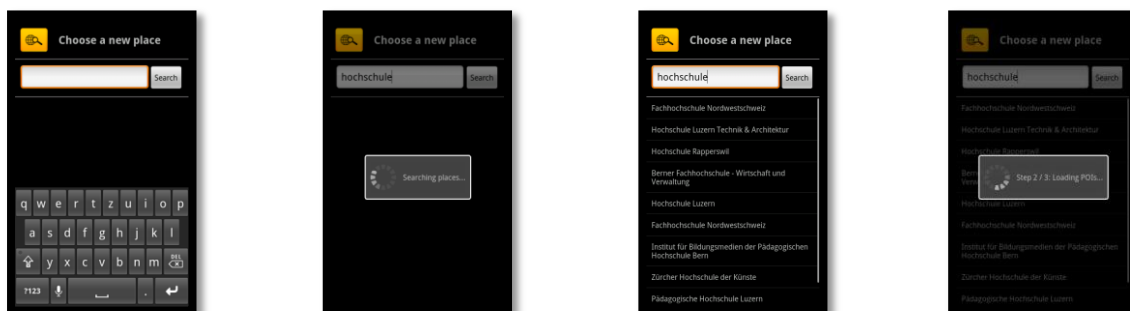 Choose a new place
Search
q w e r t z u i o p
a s d f g h j k l
y x c v b n m DEL
?123 .
Choose a new place
hochschule
Search
Searching places...
Choose a new place
hochschule
Search
Fachhochschule Nordwestschweiz
Hochschule Luzern Technik & Architektur
Hochschule Rapperswil
Berner Fachhochschule - Wirtschaft und
Verwaltung
Hochschule Luzern
Fachhochschule Nordwestschweiz
Institut für Bildungsmedien der Pädagogischen
Hochschule Bern
Zürcher Hochschule der Künste
Pädagogische Hochschule Luzern
Choose a new place
hochschule
Search
Fachhochschule Nordwestschweiz
Hochschule Luzern Technik & Architektur
Hochschule Rapperswil
Step 2 / 3: Loading POIs...
Hochschule Luzern
Fachhochschule Nordwestschweiz
Institut für Bildungsmedien der Pädagogischen
Hochschule Bern
Zürcher Hochschule der Künste
Pädagogische Hochschule Luzern